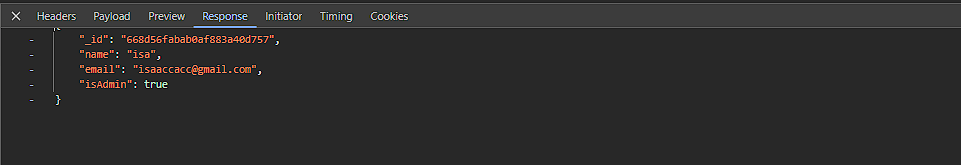 × Headers Payload Preview Response Initiator Timing Cookies
- {
- "_id": "668d56fabab0af883a40d757",
- "name": "isa",
- "email": "isaaccacc@gmail.com",
- "isAdmin": true
- }